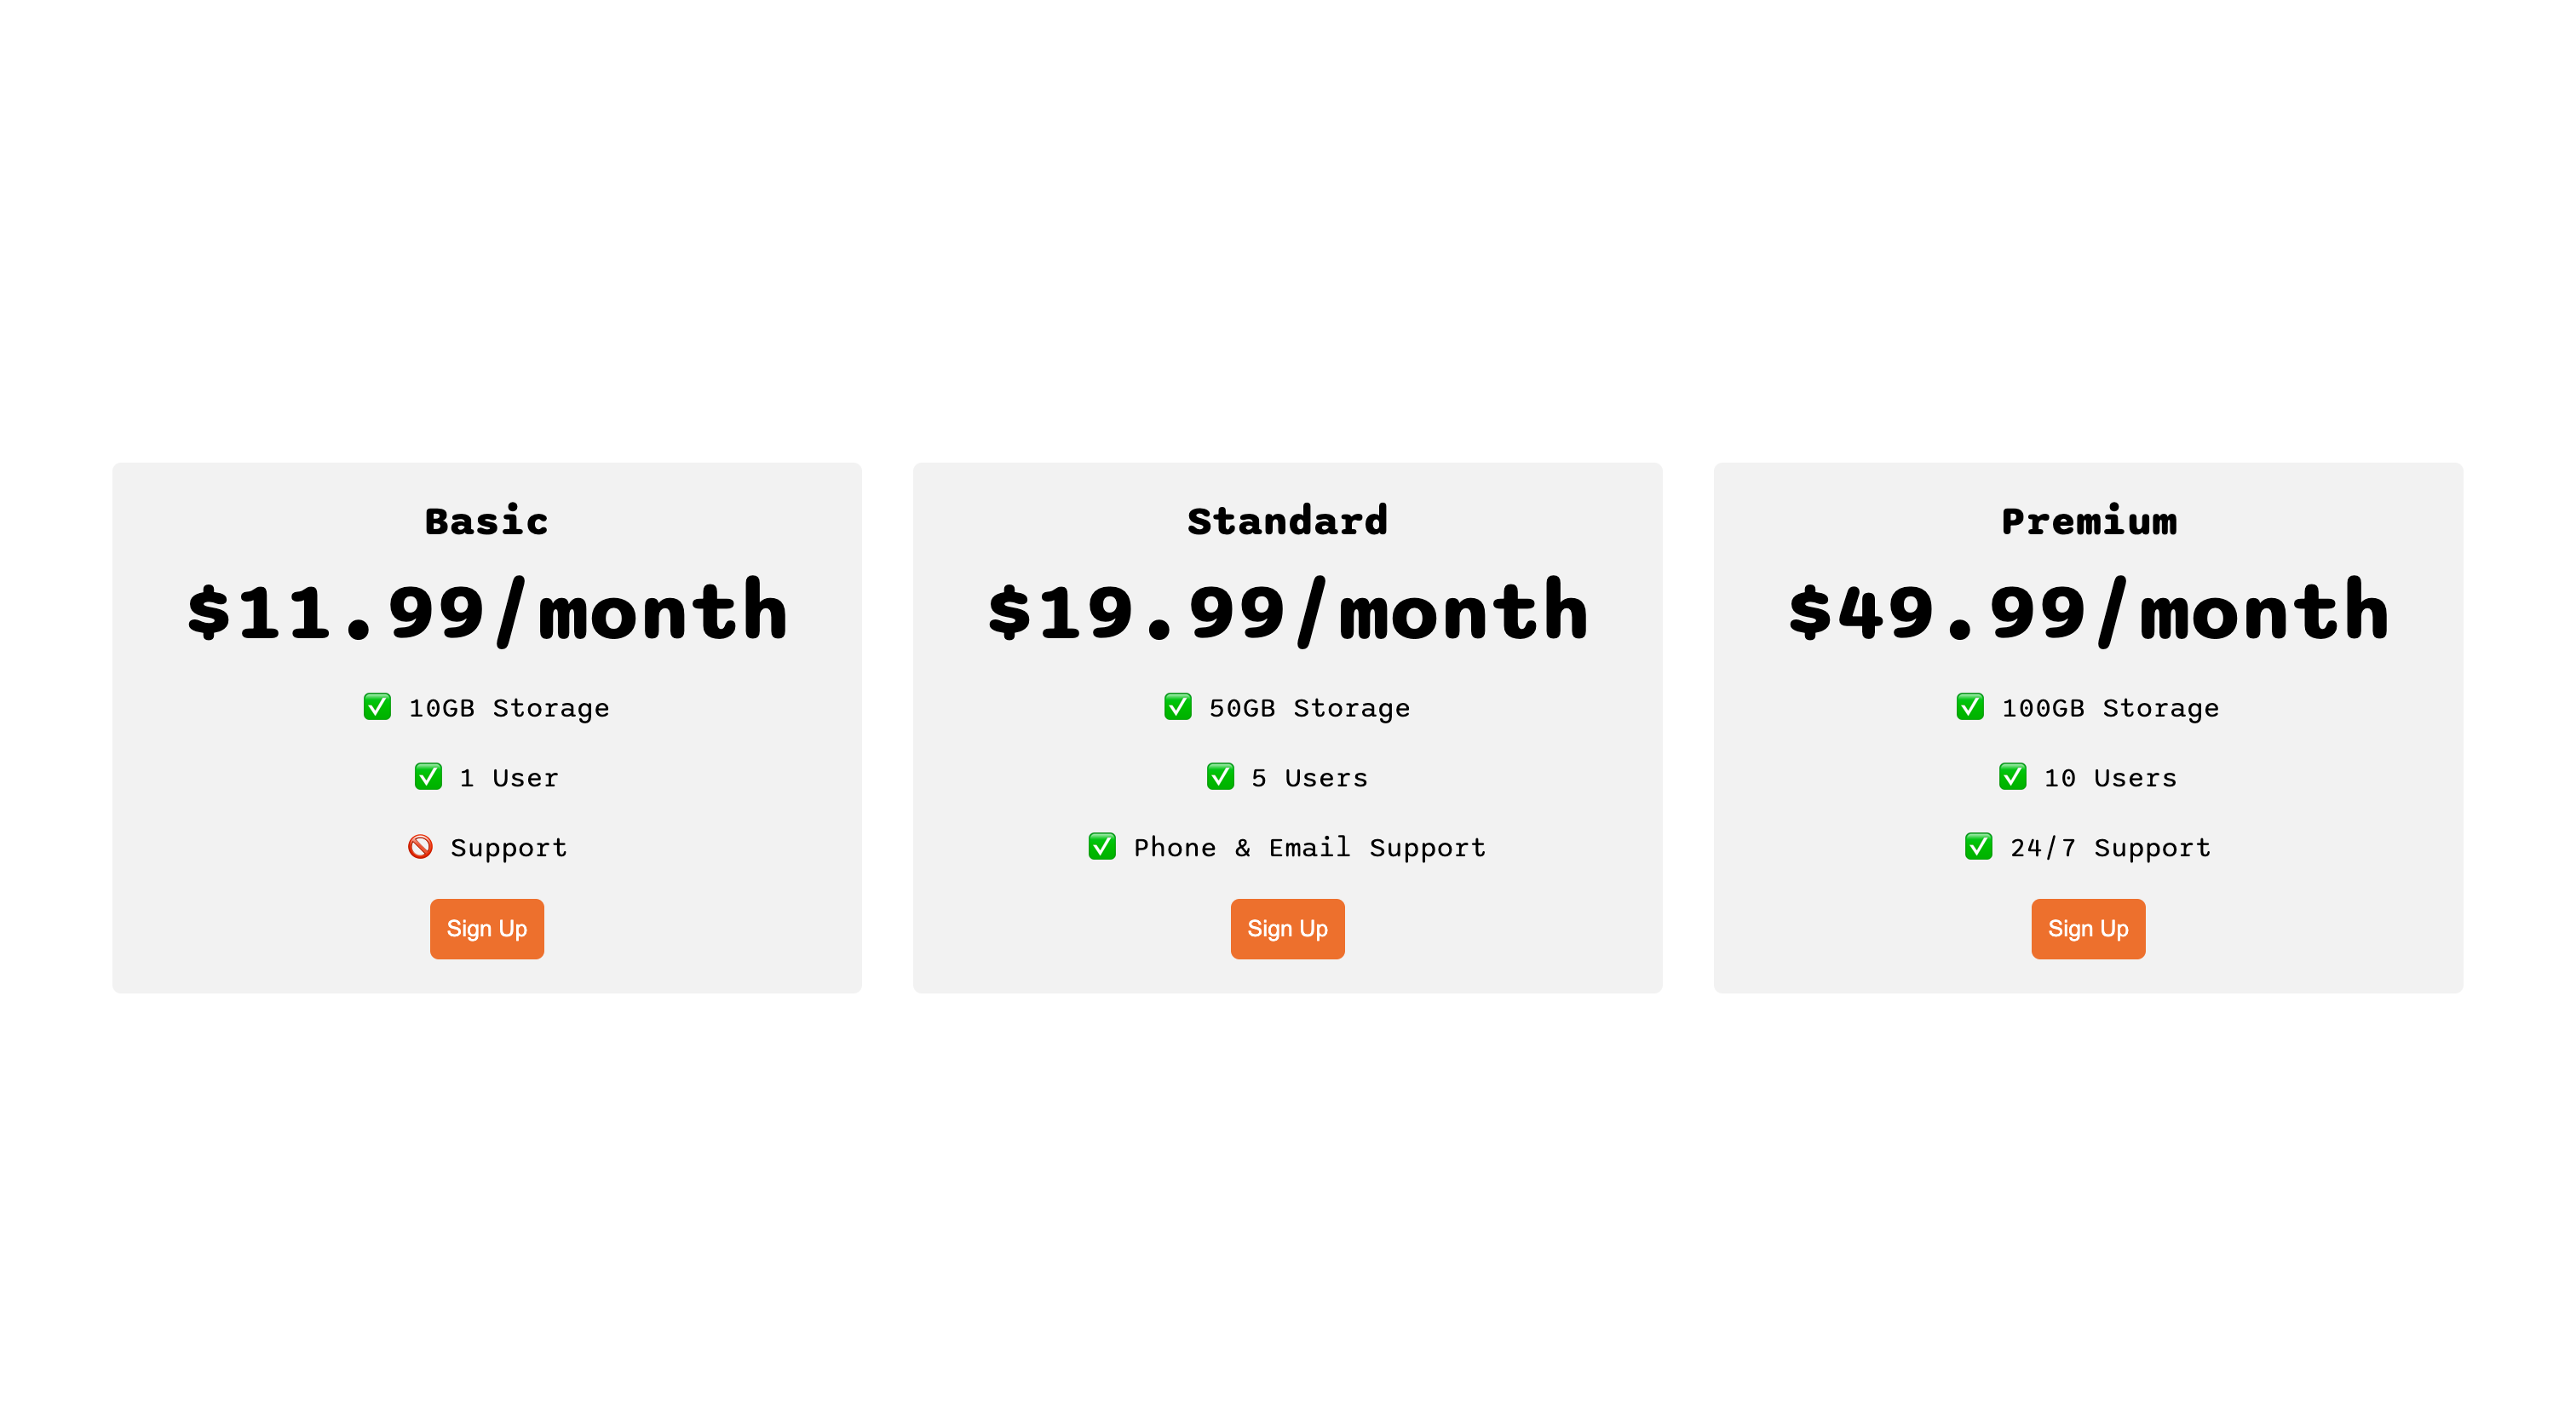 Basic
$11.99/month
✅ 10GB Storage
✅ 1 User
🚫 Support
Sign Up
Standard
$19.99/month
✅ 50GB Storage
✅ 5 Users
✅ Phone & Email Support
Sign Up
Premium
$49.99/month
✅ 100GB Storage
✅ 10 Users
✅ 24/7 Support
Sign Up